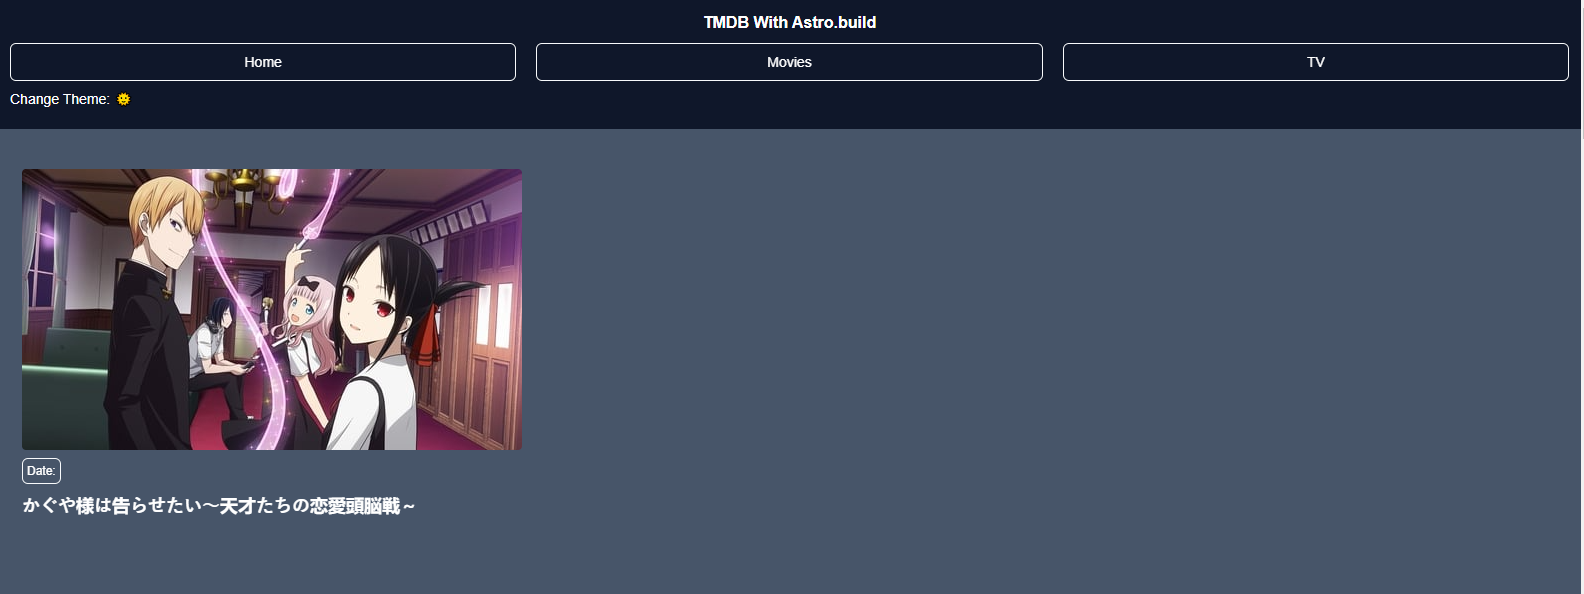 TMDB With Astro.build
Home
Movies
TV
Change Theme: 🌞
Date:
かぐや様は告らせたい～天才たちの恋愛頭脳戦～